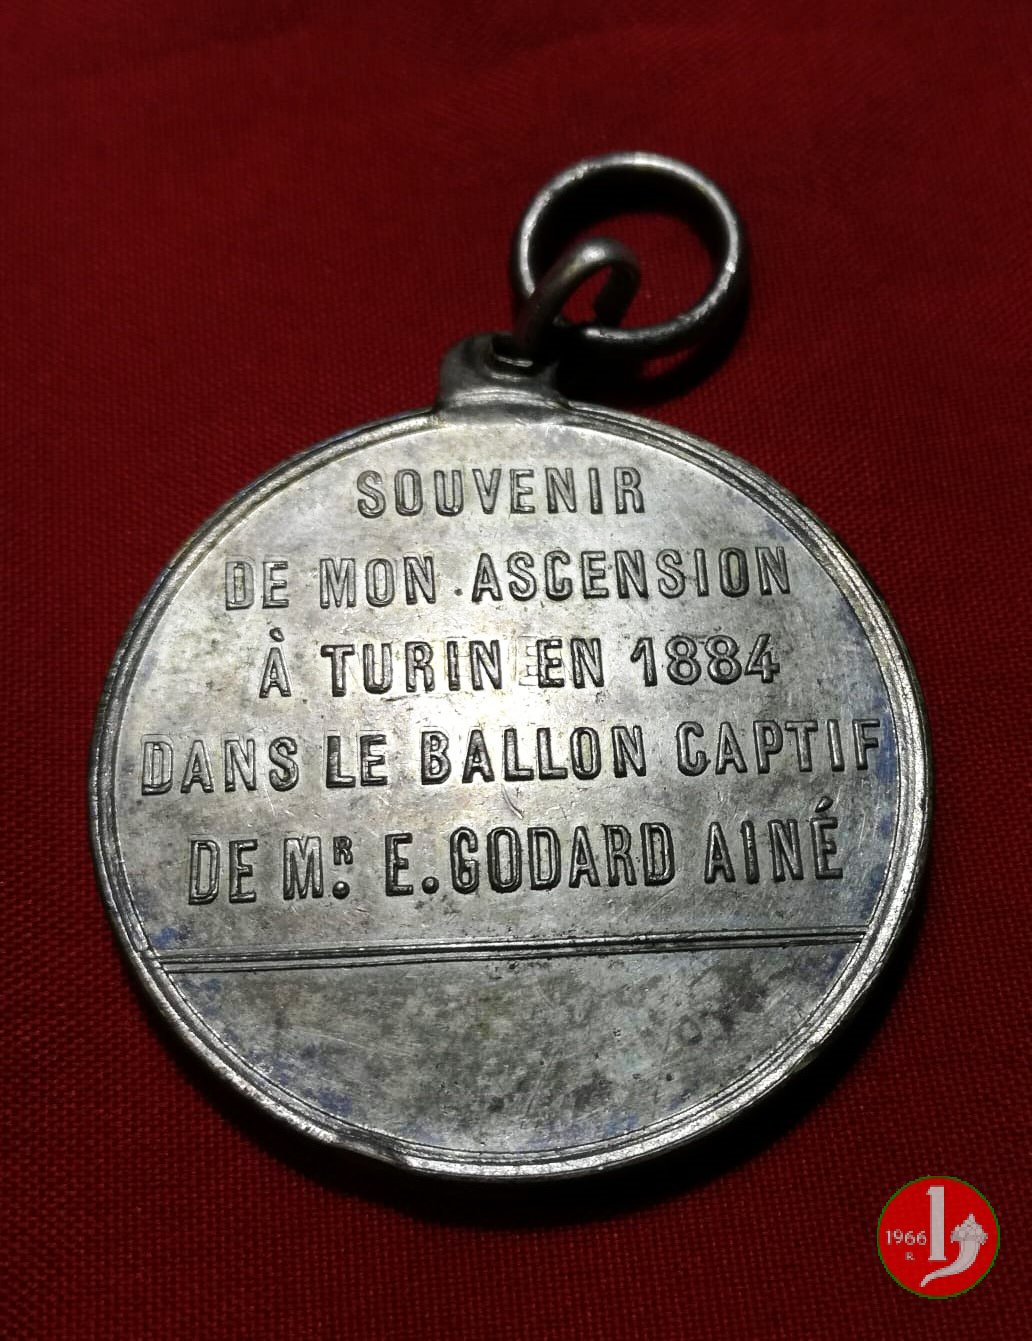 SOUVENIR
DE MON ASCENSION
À TURIN EN 1884
DANS LE BALLON CAPTIF
DE MR. E. GODARD AINÉ
1966
R